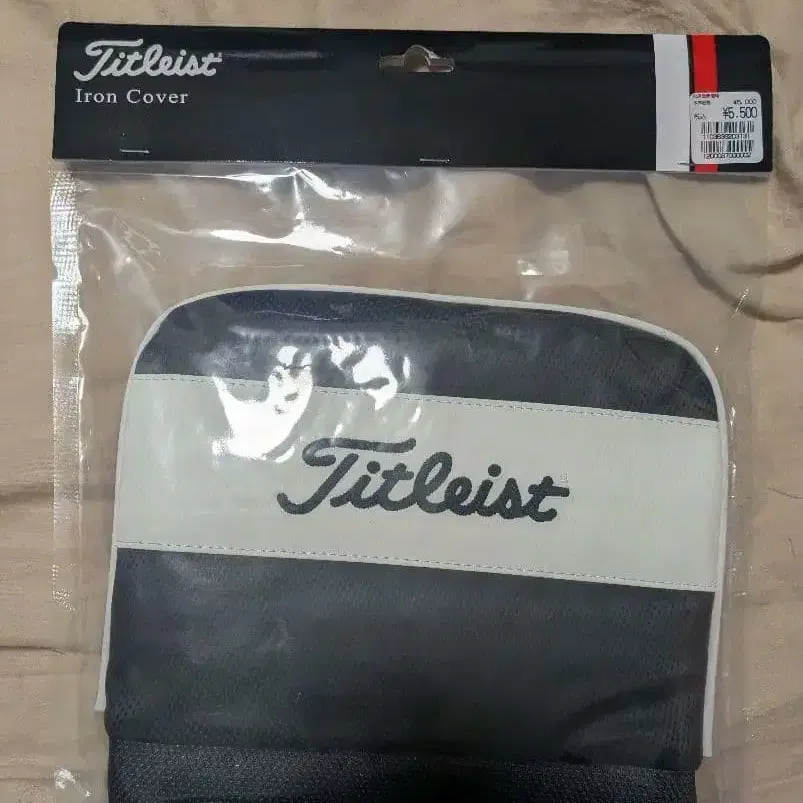 Titleist
Iron Cover
¥5,000
¥5,500
Titleist